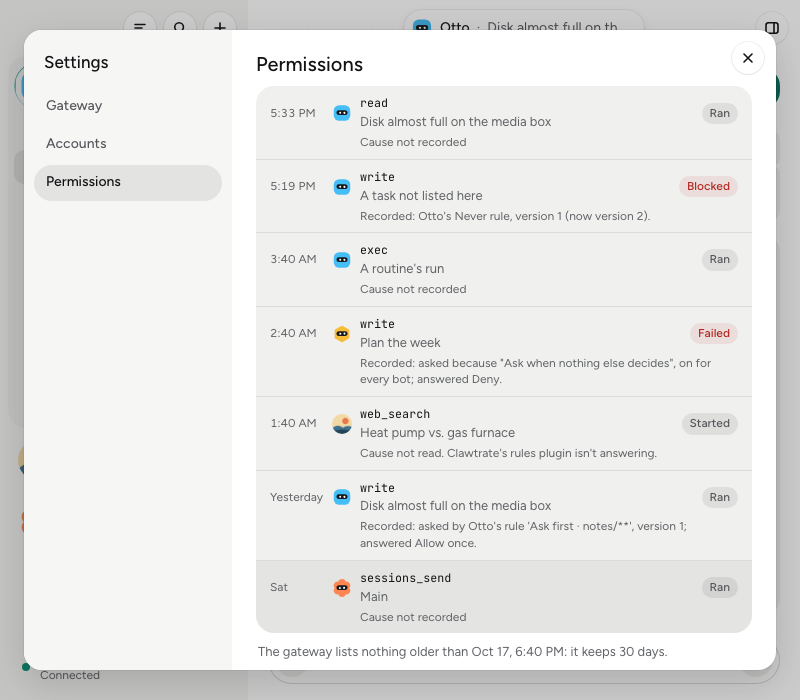 Otto · Disk almost full on th
Settings
Gateway
Accounts
Permissions
Permissions
5:33 PM
read
Disk almost full on the media box
Cause not recorded
Ran
5:19 PM
write
A task not listed here
Recorded: Otto's Never rule, version 1 (now version 2).
Blocked
3:40 AM
exec
A routine's run
Cause not recorded
Ran
2:40 AM
write
Plan the week
Recorded: asked because "Ask when nothing else decides", on for
every bot; answered Deny.
Failed
1:40 AM
web_search
Heat pump vs. gas furnace
Cause not read. Clawtrate's rules plugin isn't answering.
Started
Yesterday
write
Disk almost full on the media box
Recorded: asked by Otto's rule 'Ask first · notes/**', version 1;
answered Allow once.
Ran
Sat
sessions_send
Main
Cause not recorded
Ran
The gateway lists nothing older than Oct 17, 6:40 PM: it keeps 30 days.
Connected